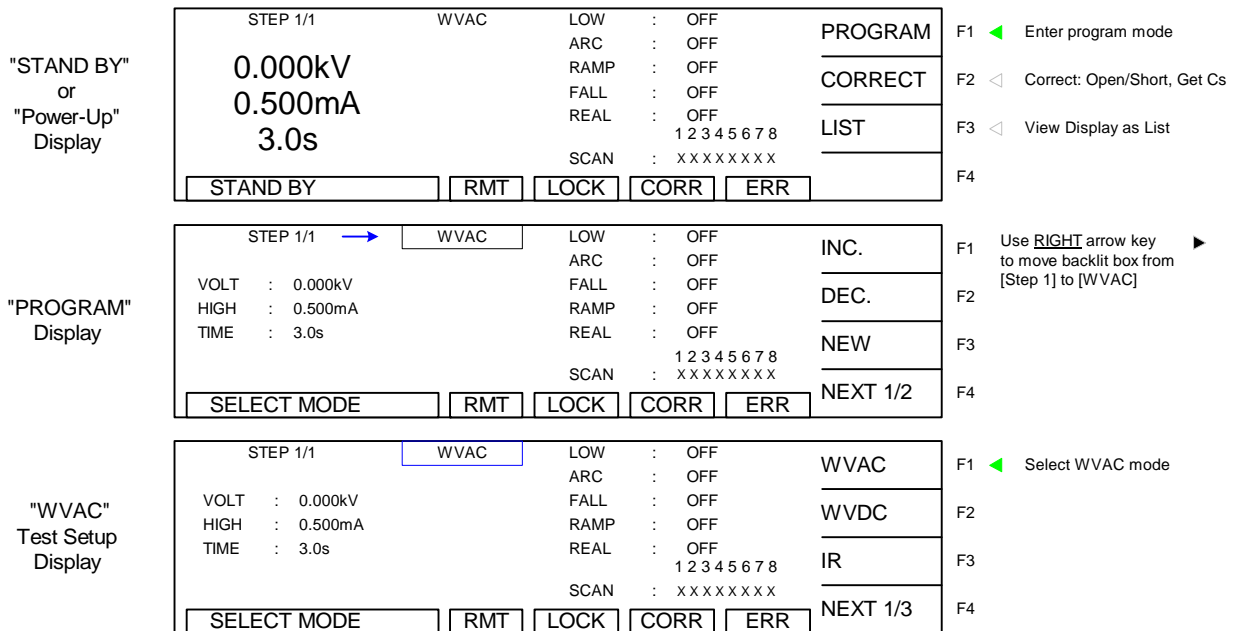 "STAND BY"
or
"Power-Up"
Display
STEP 1/1 WVAC LOW : OFF
ARC : OFF
0.000kV RAMP : OFF
0.500mA FALL : OFF
REAL : OFF
3.0s 1 2 3 4 5 6 7 8
SCAN : X X X X X X X X
STAND BY RMT LOCK CORR ERR
PROGRAM F1 Enter program mode
CORRECT F2 Correct: Open/Short, Get Cs
LIST F3 View Display as List
F4
"PROGRAM"
Display
STEP 1/1 WVAC LOW : OFF
ARC : OFF
VOLT : 0.000kV FALL : OFF
HIGH : 0.500mA RAMP : OFF
TIME : 3.0s REAL : OFF
1 2 3 4 5 6 7 8
SCAN : X X X X X X X X
SELECT MODE RMT LOCK CORR ERR
INC. F1
DEC. F2
NEW F3
NEXT 1/2 F4
Use RIGHT arrow key
to move backlit box from
[Step 1] to [WVAC]
"WVAC"
Test Setup
Display
STEP 1/1 WVAC LOW : OFF
ARC : OFF
VOLT : 0.000kV FALL : OFF
HIGH : 0.500mA RAMP : OFF
TIME : 3.0s REAL : OFF
1 2 3 4 5 6 7 8
SCAN : X X X X X X X X
SELECT MODE RMT LOCK CORR ERR
WVAC F1 Select WVAC mode
WVDC F2
IR F3
NEXT 1/3 F4